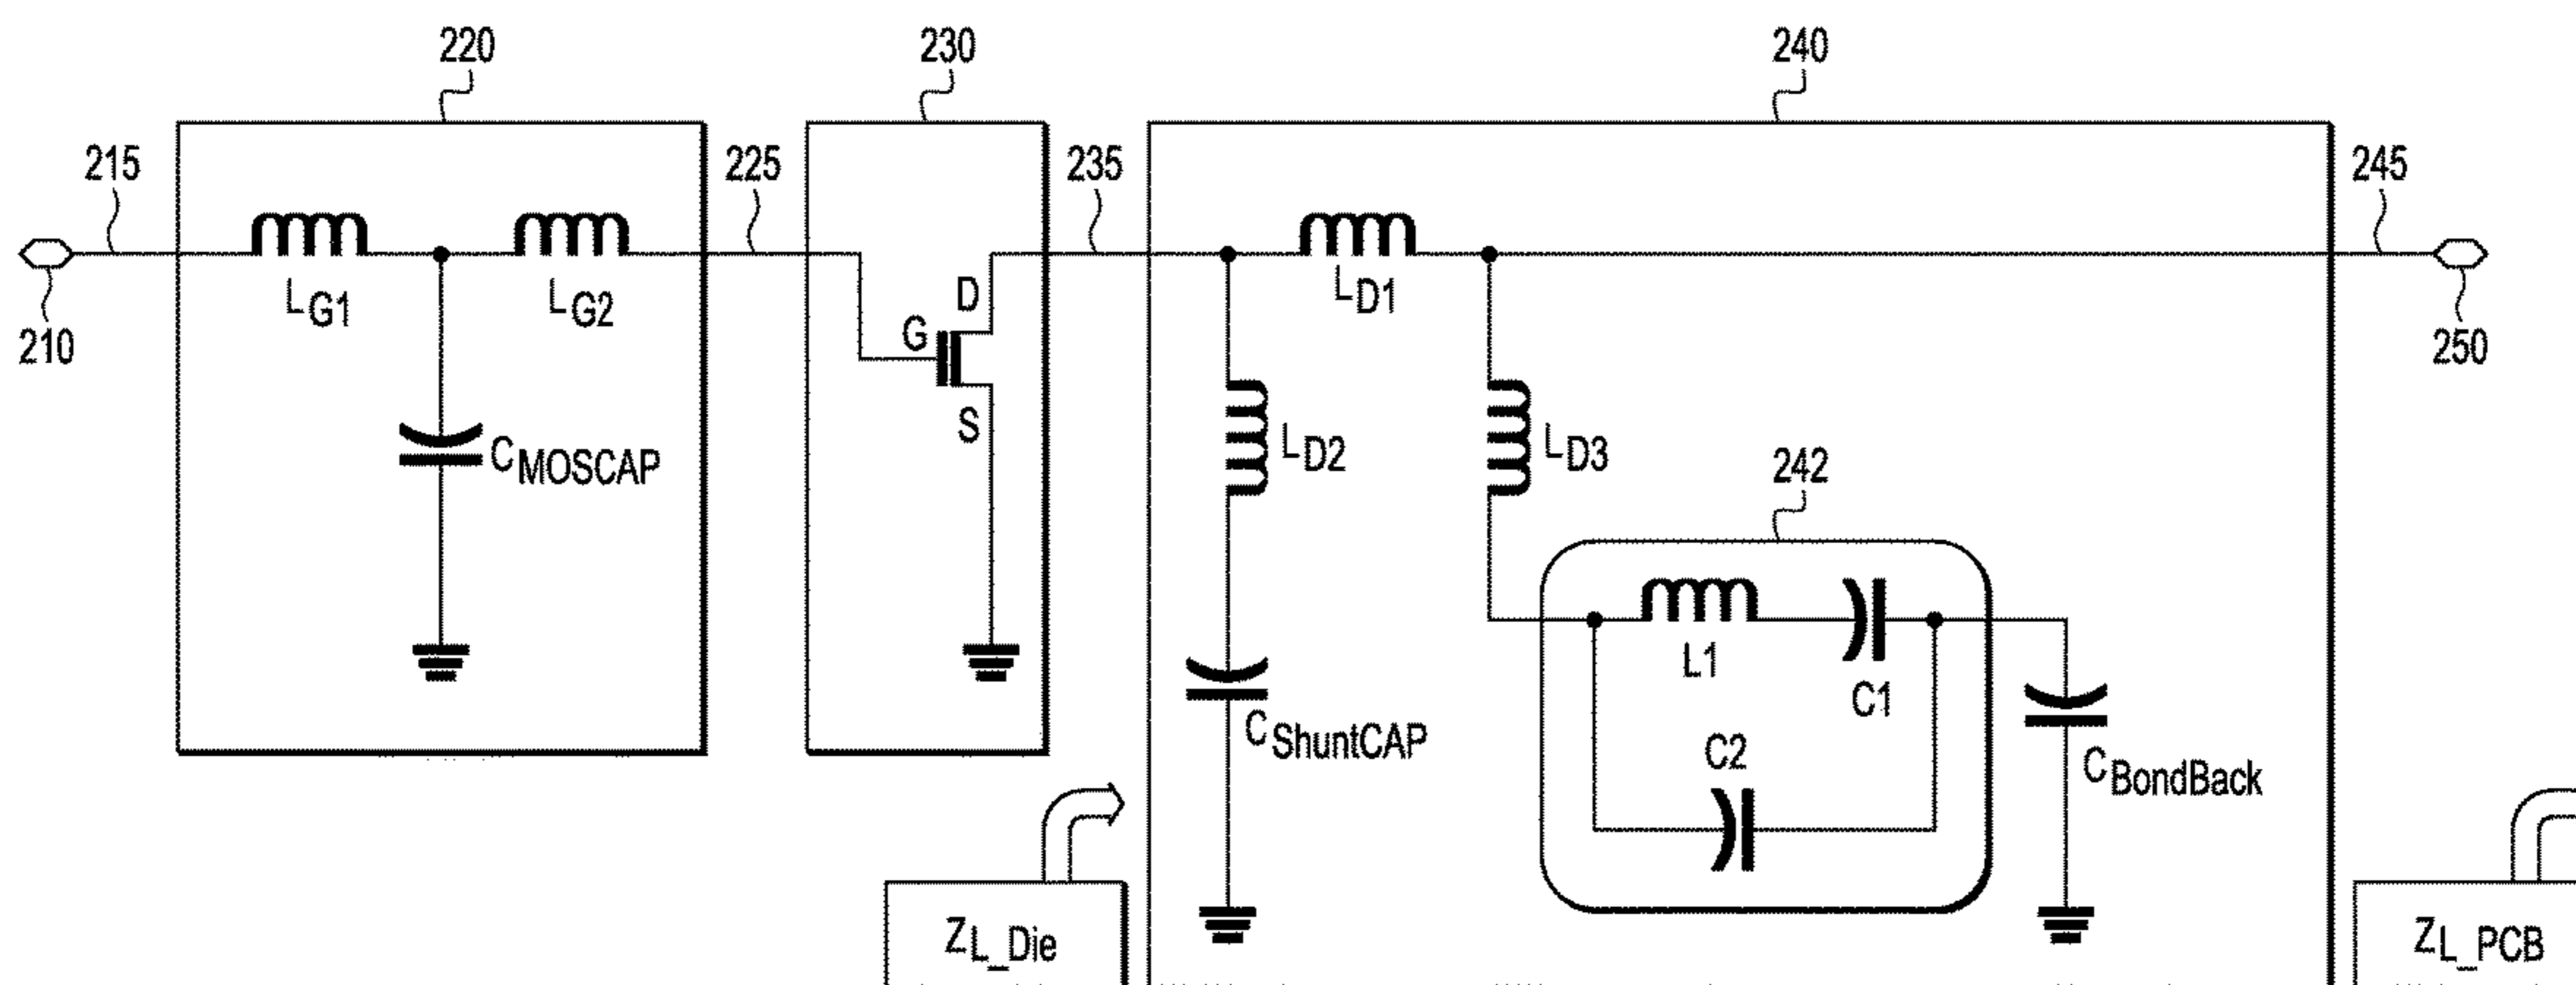 220
230
240
215
225
235
245
LG1
LG2
LD1
D
G
S
210
250
CMOSCAP
LD2
LD3
242
L1
C1
CShuntCAP
C2
CBondBack
ZL_Die
ZL_PCB